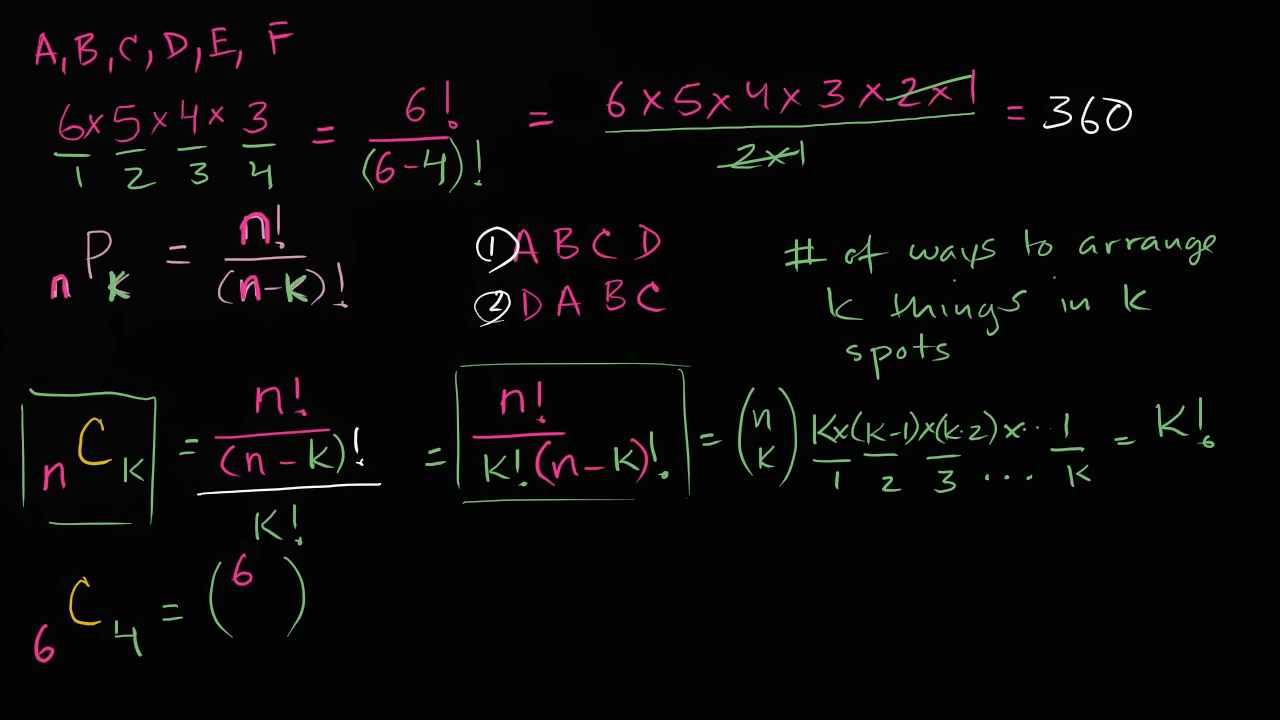 A, B, C, D, E, F
6 × 5 × 4 × 3 = 6! = 6 × 5 × 4 × 3 × 2 × 1 = 360
1 2 3 4 (6-4)! 2×1
nPk = n!
(n-k)!
① A B C D
② D A B C
# of ways to arrange
k things in k
spots
nCk = n! = n! = (n
(n-k)! k!(n-k)! k)
k!
k×(k-1)×(k-2)×...1 = k!
1 2 3 ... k
6C4 = (6 )